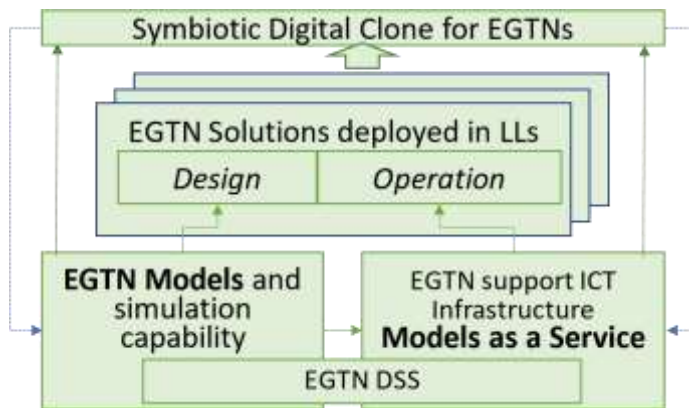 Symbiotic Digital Clone for EGTNs
EGTN Solutions deployed in LLs
Design
Operation
EGTN Models and
simulation
capability
EGTN support ICT
Infrastructure
Models as a Service
EGTN DSS